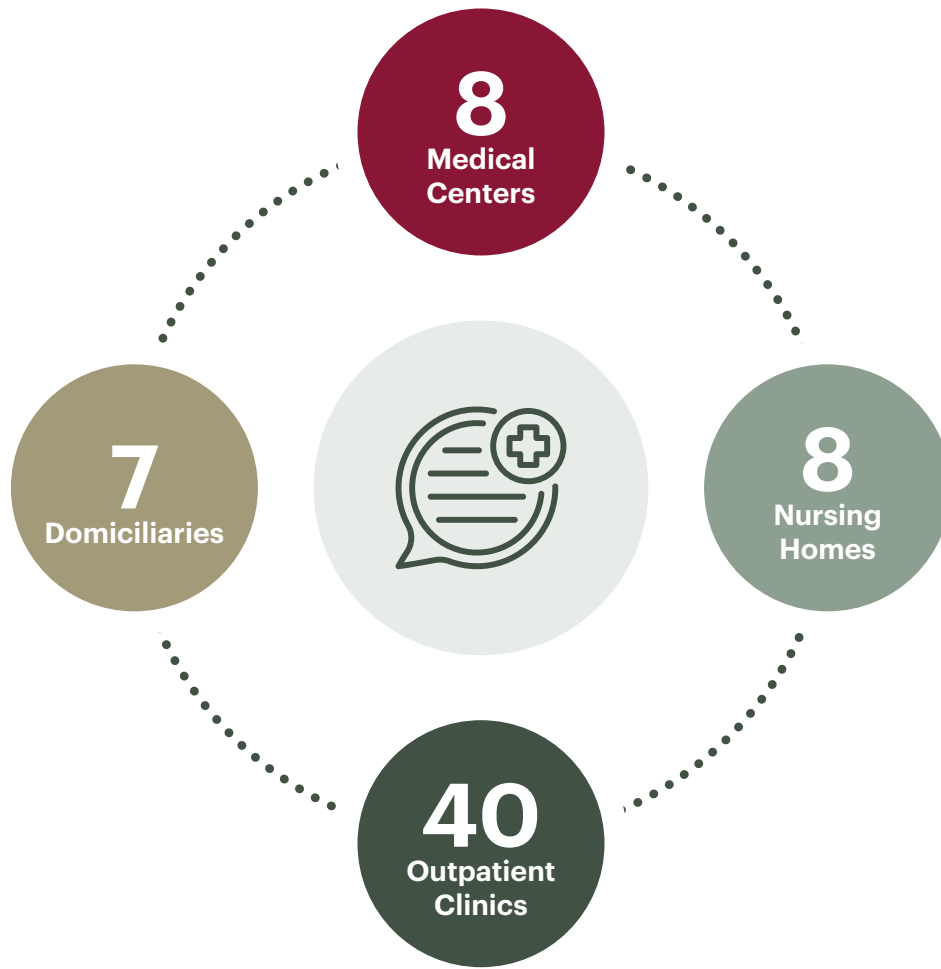 8
Medical
Centers
7
Domiciliaries
8
Nursing
Homes
40
Outpatient
Clinics